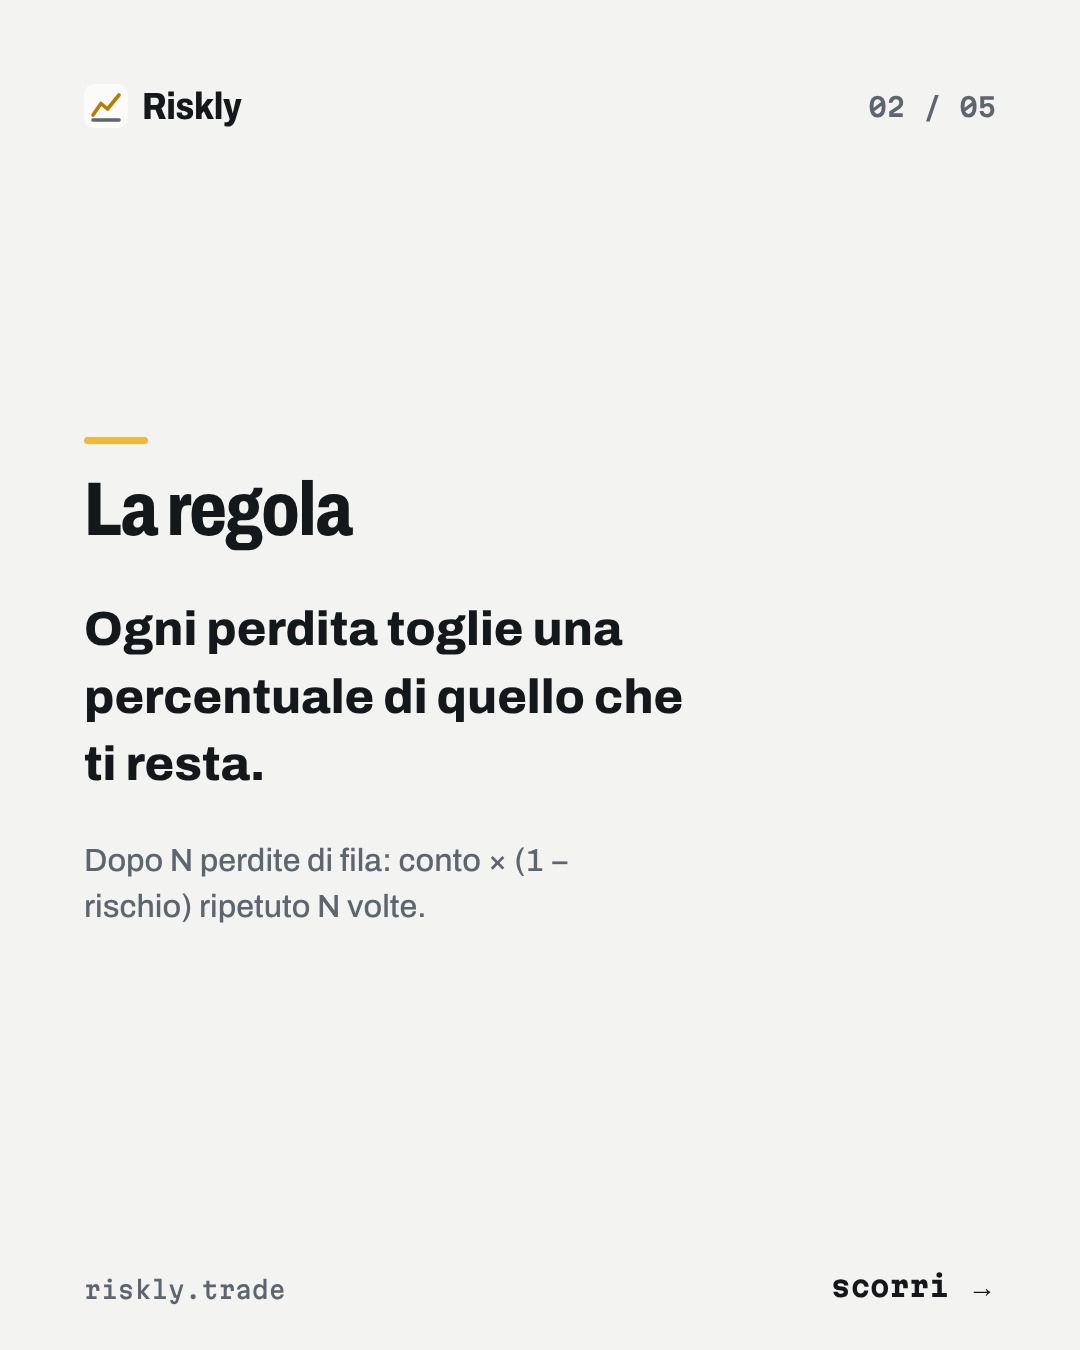 Riskly
02 / 05
La regola
Ogni perdita toglie una
percentuale di quello che
ti resta.
Dopo N perdite di fila: conto × (1 –
rischio) ripetuto N volte.
riskly.trade
scorri →